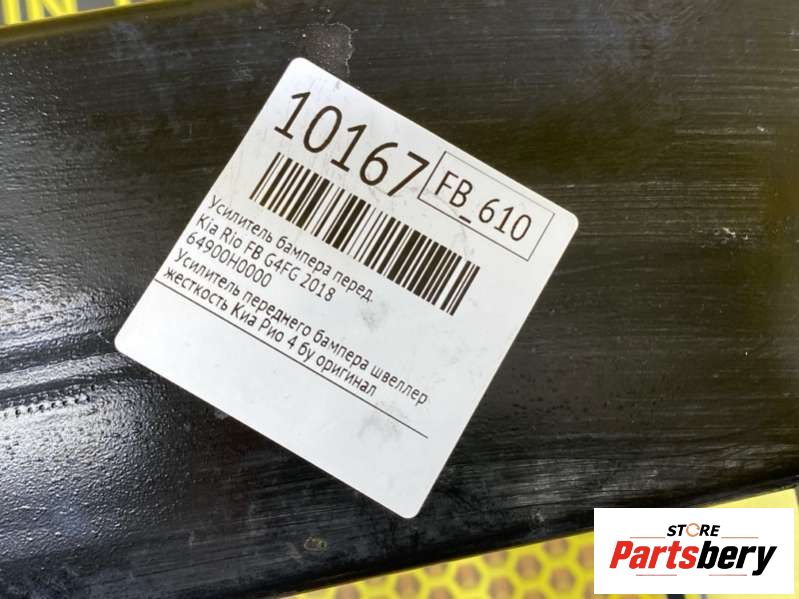 10167
FB_610
Усилитель бампера перед.
Kia Rio FB G4FG 2018
64900H0000
Усилитель переднего бампера швеллер
жесткость Киа Рио 4 бу оригинал
STORE
Partsbery